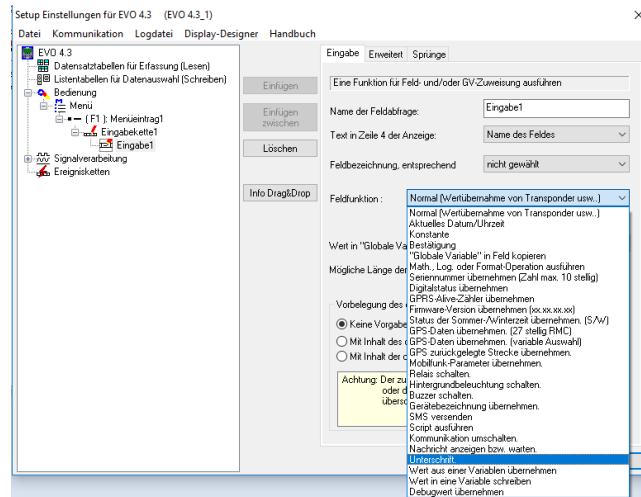 Setup Einstellungen für EVO 4.3 (EVO 4.3_1)
Datei Kommunikation Logdatei Display-Designer Handbuch
EVO 4.3
Datensatztabellen für Erfassung (Lesen)
Listentabellen für Datenauswahl (Schreiben)
Bedienung
Menü
( F1 ): Menüeintrag1
Eingabekette1
Eingabe1
Signalverarbeitung
Ereignisketten
Einfügen
Einfügen
zwischen
Löschen
Info Drag&Drop
Eingabe Erweitert Sprünge
Eine Funktion für Feld- und/oder GV-Zuweisung ausführen
Name der Feldabfrage: Eingabe1
Text in Zeile 4 der Anzeige: Name des Feldes
Feldbezeichnung, entsprechend nicht gewählt
Feldfunktion : Normal (Wertübernahme von Transponder usw..)
Normal (Wertübernahme von Transponder usw..)
Aktuelles Datum/Uhrzeit
Konstante
Bestätigung
"Globale Variable" in Feld kopieren
Math., Log. oder Format-Operation ausführen
Seriennummer übernehmen (Zahl max. 10 stellig)
Digitalstatus übernehmen
GPRS-Alive-Zähler übernehmen
Firmware-Version übernehmen (xx.xx.xx.xx)
Status der Sommer-/Winterzeit übernehmen. (S/W)
GPS-Daten übernehmen. (27 stellig RMC)
GPS-Daten übernehmen. (variable Auswahl)
GPS zurückgelegte Strecke übernehmen.
Mobilfunk-Parameter übernehmen.
Relais schalten.
Hintergrundbeleuchtung schalten.
Buzzer schalten.
Gerätebezeichnung übernehmen.
SMS versenden
Script ausführen
Kommunikation umschalten.
Nachricht anzeigen bzw. warten.
Unterschrift.
Wert aus einer Variablen übernehmen
Wert in eine Variable schreiben
Debugwert übernehmen
Wert in "Globale Va
Mögliche Länge der
Vorbelegung des
Keine Vorgabe
Mit Inhalt des
Mit Inhalt der
Achtung: Der zu
oder d
übersc